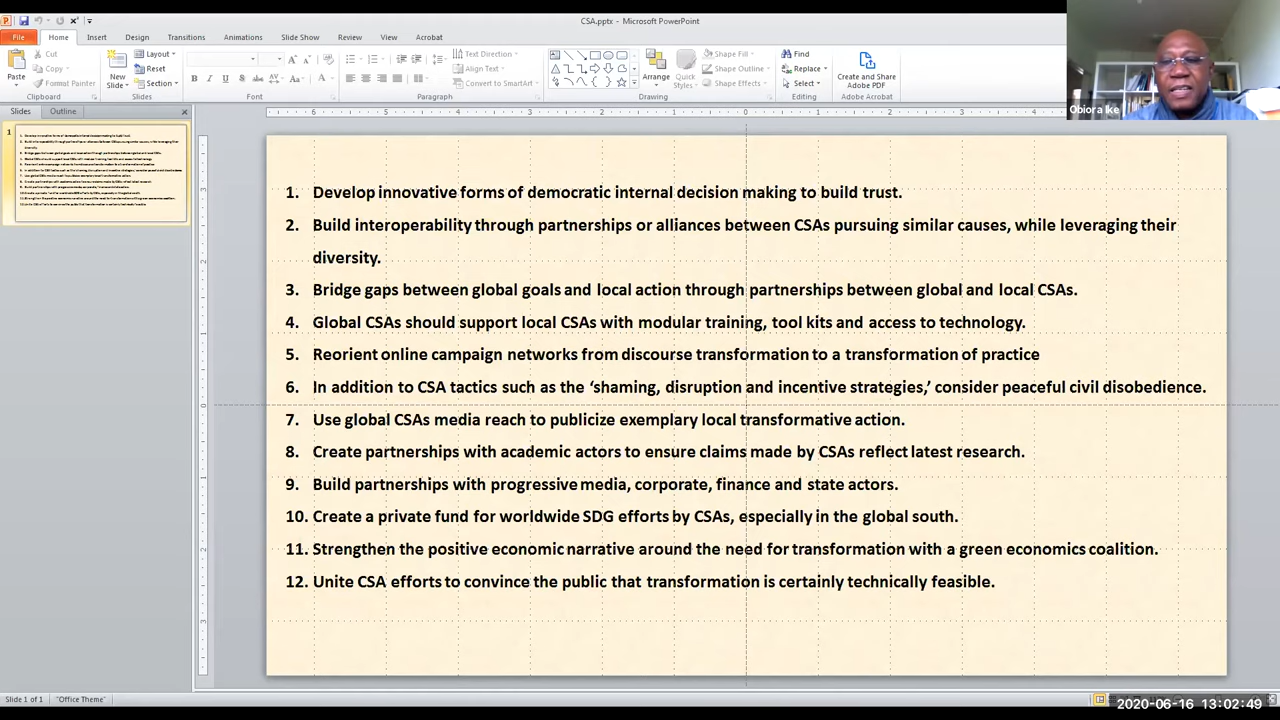 CSA.pptx - Microsoft PowerPoint
File Home Insert Design Transitions Animations Slide Show Review View Acrobat
Cut
Copy
Format Painter
Paste
Clipboard
New
Slide
Layout
Reset
Section
Slides
Font
Text Direction
Align Text
Convert to SmartArt
Paragraph
Arrange
Quick
Styles
Shape Fill
Shape Outline
Shape Effects
Drawing
Find
Replace
Select
Editing
Create and Share
Adobe PDF
Adobe Acrobat
Obiora Ike
Slides Outline
1
1. Develop innovative forms of democratic internal decision making to build trust.
2. Build interoperability through partnerships or alliances between CSAs pursuing similar causes, while leveraging their
diversity.
3. Bridge gaps between global goals and local action through partnerships between global and local CSAs.
4. Global CSAs should support local CSAs with modular training, tool kits and access to technology.
5. Reorient online campaign networks from discourse transformation to a transformation of practice
6. In addition to CSA tactics such as the ‘shaming, disruption and incentive strategies,’ consider peaceful civil disobedience.
7. Use global CSAs media reach to publicize exemplary local transformative action.
8. Create partnerships with academic actors to ensure claims made by CSAs reflect latest research.
9. Build partnerships with progressive media, corporate, finance and state actors.
10. Create a private fund for worldwide SDG efforts by CSAs, especially in the global south.
11. Strengthen the positive economic narrative around the need for transformation with a green economics coalition.
12. Unite CSA efforts to convince the public that transformation is certainly technically feasible.
Slide 1 of 1 "Office Theme"
2020-06-16 13:02:49